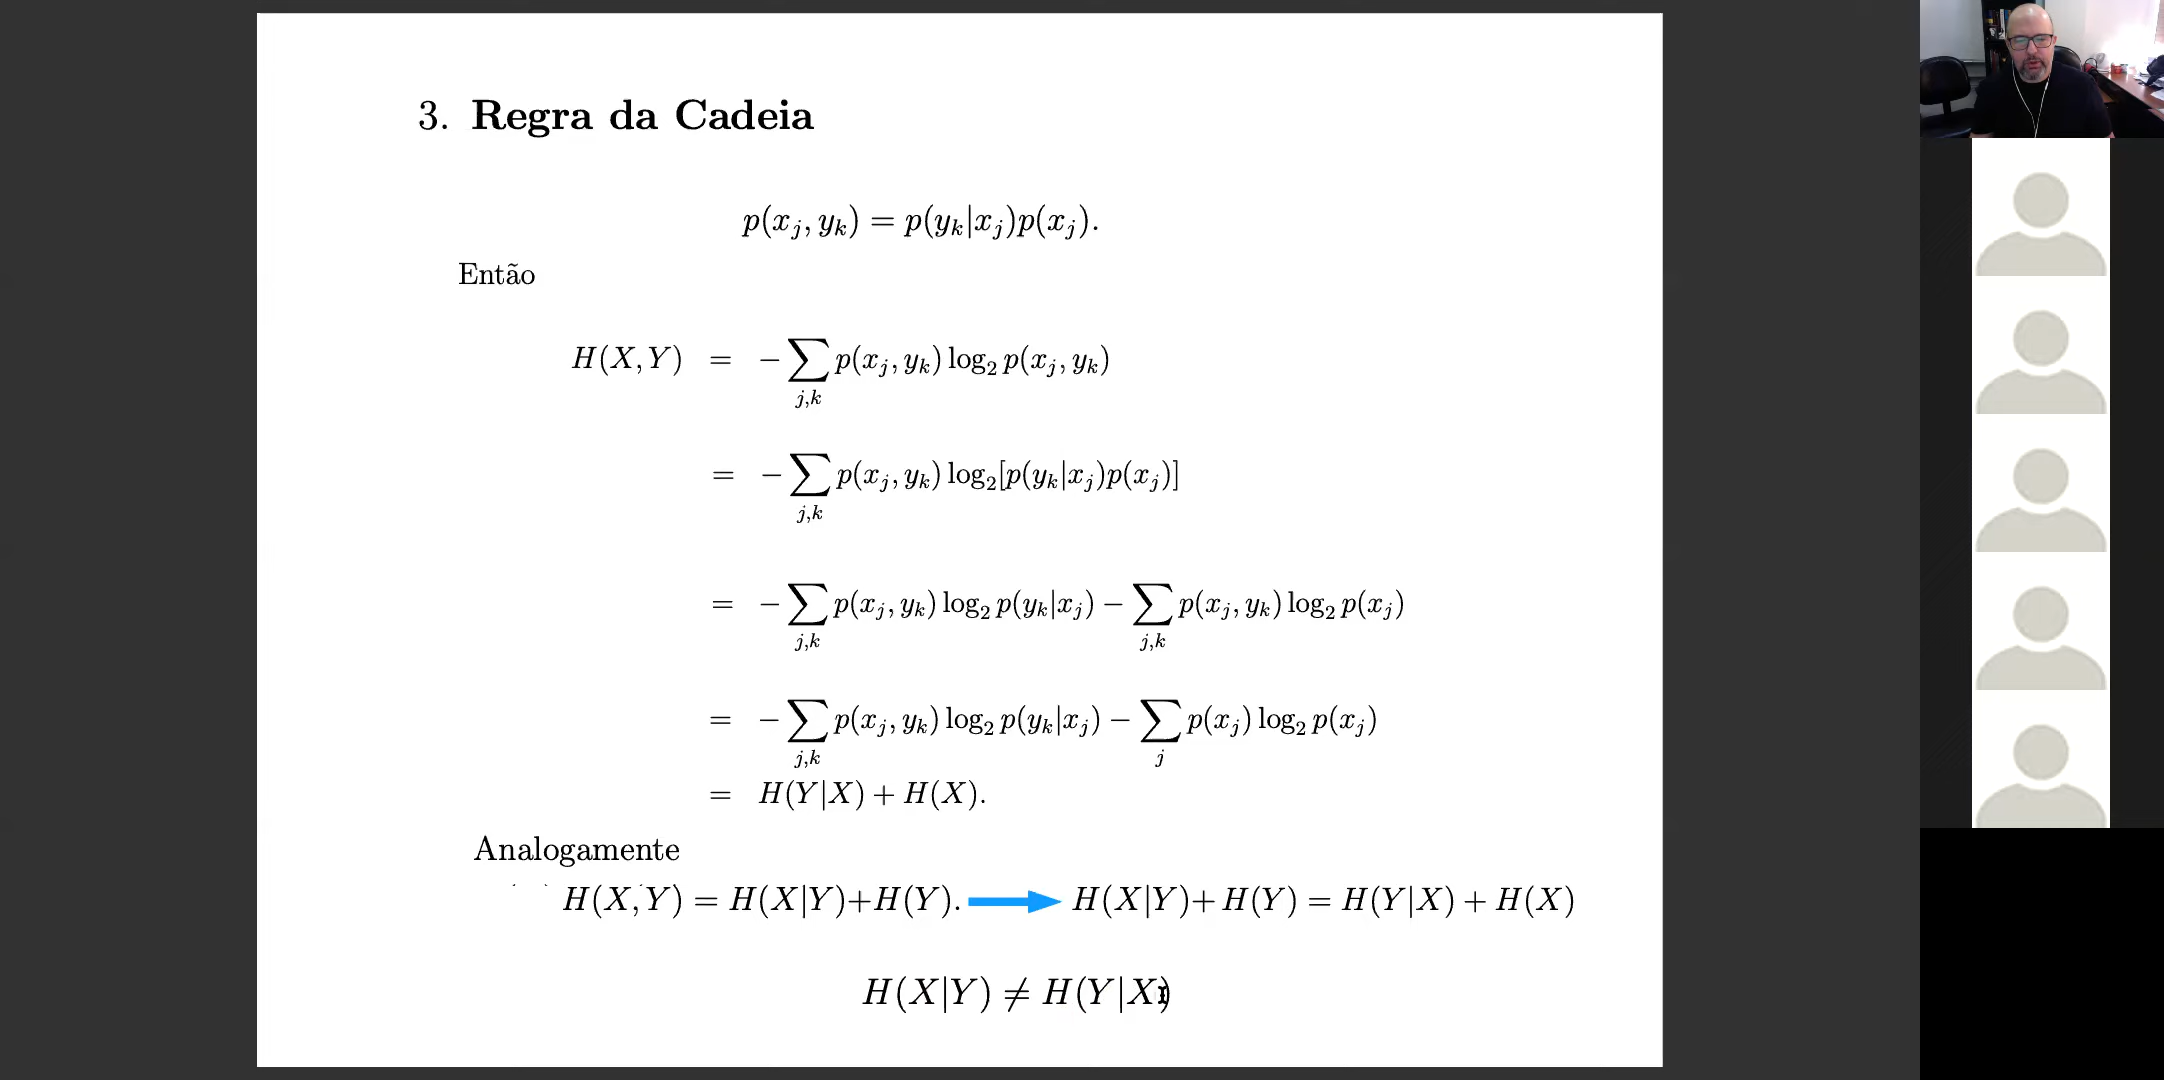 3. Regra da Cadeia
p(x_j, y_k) = p(y_k|x_j)p(x_j).
Então
H(X, Y) = −∑_{j,k} p(x_j, y_k) log_2 p(x_j, y_k)
= −∑_{j,k} p(x_j, y_k) log_2[p(y_k|x_j)p(x_j)]
= −∑_{j,k} p(x_j, y_k) log_2 p(y_k|x_j) − ∑_{j,k} p(x_j, y_k) log_2 p(x_j)
= −∑_{j,k} p(x_j, y_k) log_2 p(y_k|x_j) − ∑_j p(x_j) log_2 p(x_j)
= H(Y|X) + H(X).
Analogamente
H(X, Y) = H(X|Y)+H(Y). H(X|Y)+H(Y) = H(Y|X) + H(X)
H(X|Y) ≠ H(Y|X)